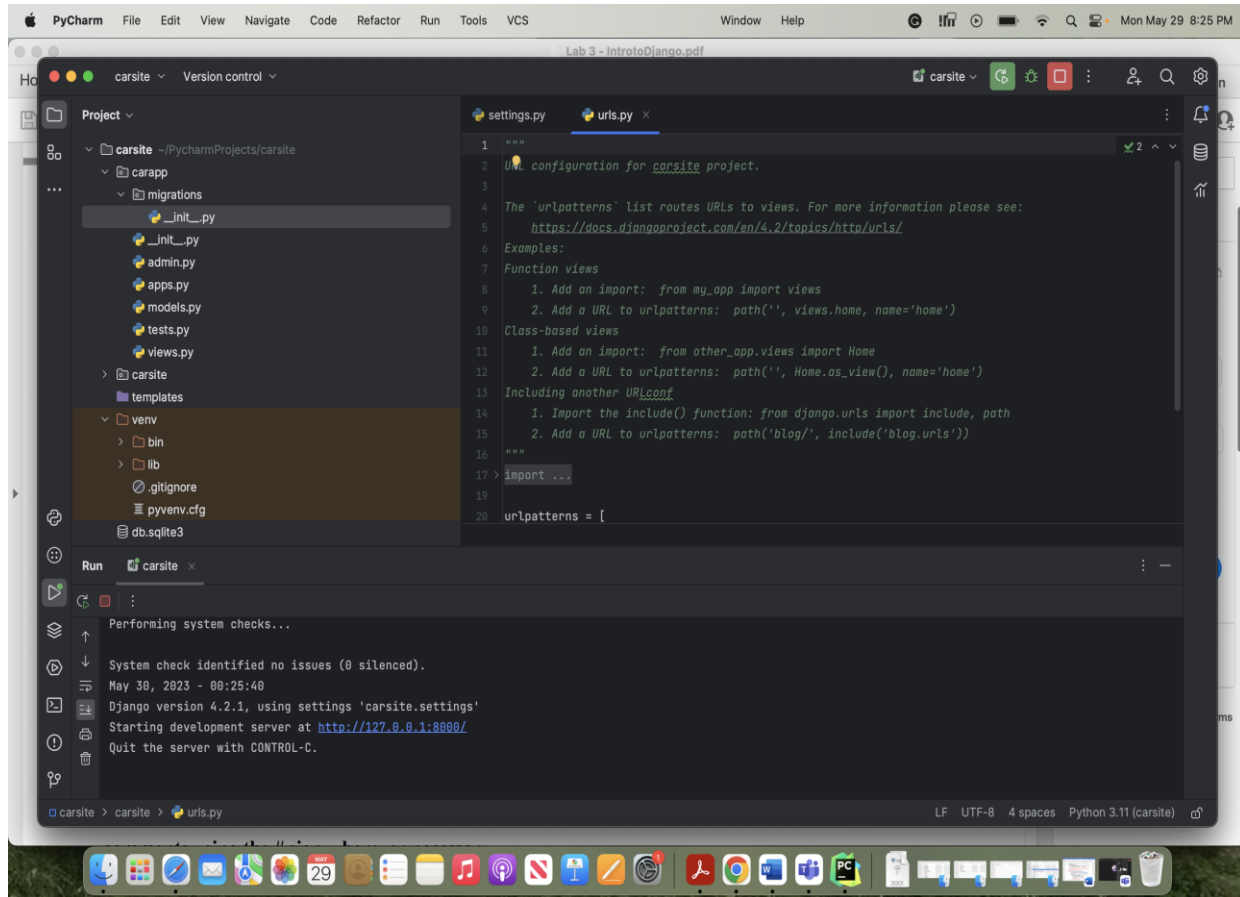 PyCharm File Edit View Navigate Code Refactor Run Tools VCS Window Help Mon May 29 8:25 PM
Lab 3 - IntrotoDjango.pdf
Ho
carsite Version control carsite
n
Project
settings.py urls.py
carsite ~/PycharmProjects/carsite
carapp
migrations
__init__.py
__init__.py
admin.py
apps.py
models.py
tests.py
views.py
carsite
templates
venv
bin
lib
.gitignore
pyvenv.cfg
db.sqlite3
2
1 """
2 URL configuration for carsite project.
3
4 The `urlpatterns` list routes URLs to views. For more information please see:
5 https://docs.djangoproject.com/en/4.2/topics/http/urls/
6 Examples:
7 Function views
8 1. Add an import: from my_app import views
9 2. Add a URL to urlpatterns: path('', views.home, name='home')
10 Class-based views
11 1. Add an import: from other_app.views import Home
12 2. Add a URL to urlpatterns: path('', Home.as_view(), name='home')
13 Including another URLconf
14 1. Import the include() function: from django.urls import include, path
15 2. Add a URL to urlpatterns: path('blog/', include('blog.urls'))
16 """
17 import ...
19
20 urlpatterns = [
Run carsite
Performing system checks...
System check identified no issues (0 silenced).
May 30, 2023 - 00:25:40
Django version 4.2.1, using settings 'carsite.settings'
Starting development server at http://127.0.0.1:8000/
Quit the server with CONTROL-C.
ms
carsite > carsite > urls.py LF UTF-8 4 spaces Python 3.11 (carsite)
MAY
29
1
PC
DOCX